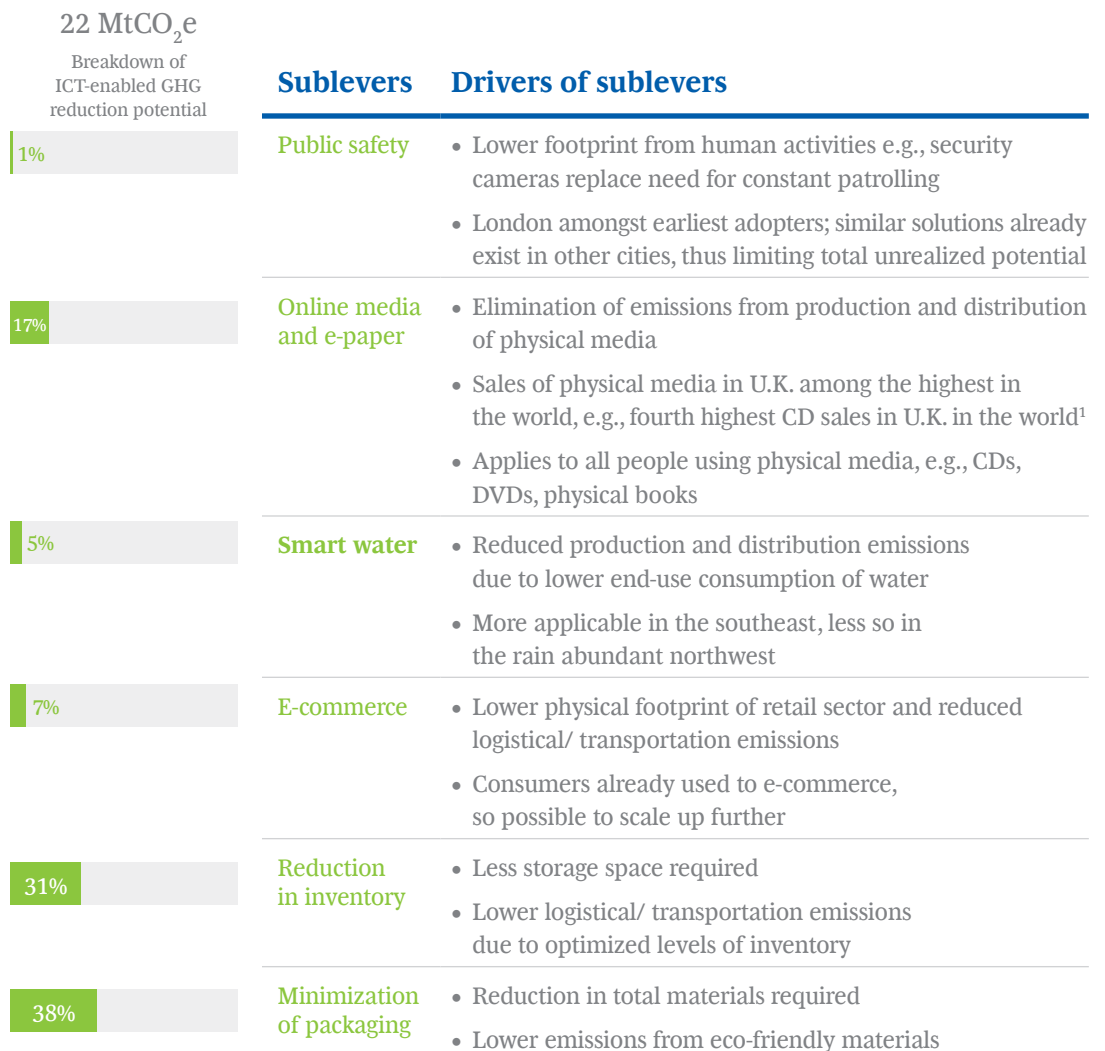 22 MtCO₂e
Breakdown of
ICT-enabled GHG
reduction potential
Sublevers Drivers of sublevers
1%
Public safety
• Lower footprint from human activities e.g., security
cameras replace need for constant patrolling
• London amongst earliest adopters; similar solutions already
exist in other cities, thus limiting total unrealized potential
17%
Online media
and e-paper
• Elimination of emissions from production and distribution
of physical media
• Sales of physical media in U.K. among the highest in
the world, e.g., fourth highest CD sales in U.K. in the world¹
• Applies to all people using physical media, e.g., CDs,
DVDs, physical books
5%
Smart water
• Reduced production and distribution emissions
due to lower end-use consumption of water
• More applicable in the southeast, less so in
the rain abundant northwest
7%
E-commerce
• Lower physical footprint of retail sector and reduced
logistical/ transportation emissions
• Consumers already used to e-commerce,
so possible to scale up further
31%
Reduction
in inventory
• Less storage space required
• Lower logistical/ transportation emissions
due to optimized levels of inventory
38%
Minimization
of packaging
• Reduction in total materials required
• Lower emissions from eco-friendly materials